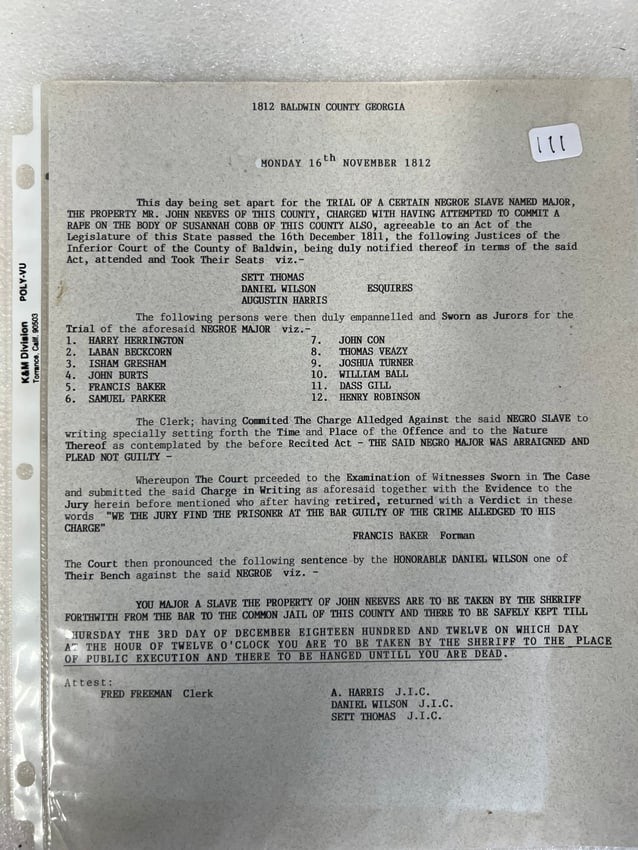 1812 BALDWIN COUNTY GEORGIA
111
MONDAY 16th NOVEMBER 1812
This day being set apart for the TRIAL OF A CERTAIN NEGROE SLAVE NAMED MAJOR,
THE PROPERTY MR. JOHN NEEVES OF THIS COUNTY, CHARGED WITH HAVING ATTEMPTED TO COMMIT A
RAPE ON THE BODY OF SUSANNAH COBB OF THIS COUNTY ALSO, agreeable to an Act of the
Legislature of this State passed the 16th December 1811, the following Justices of the
Inferior Court of the County of Baldwin, being duly notified thereof in terms of the said
Act, attended and Took Their Seats viz.-
SETT THOMAS
DANIEL WILSON ESQUIRES
AUGUSTIN HARRIS
The following persons were then duly empannelled and Sworn as Jurors for the
Trial of the aforesaid NEGROE MAJOR viz.-
1. HARRY HERRINGTON 7. JOHN CON
2. LABAN BECKCORN 8. THOMAS VEAZY
3. ISHAM GRESHAM 9. JOSHUA TURNER
4. JOHN BURTS 10. WILLIAM BALL
5. FRANCIS BAKER 11. DASS GILL
6. SAMUEL PARKER 12. HENRY ROBINSON
The Clerk; having Commited The Charge Alledged Against the said NEGRO SLAVE to
writing specially setting forth the Time and Place of the Offence and to the Nature
Thereof as contemplated by the before Recited Act - THE SAID NEGRO MAJOR WAS ARRAIGNED AND
PLEAD NOT GUILTY -
Whereupon The Court prceeded to the Examination of Witnesses Sworn in The Case
and submitted the said Charge in Writing as aforesaid together with the Evidence to the
Jury herein before mentioned who after having retired, returned with a Verdict in these
words "WE THE JURY FIND THE PRISONER AT THE BAR GUILTY OF THE CRIME ALLEDGED TO HIS
CHARGE"
FRANCIS BAKER Forman
The Court then pronounced the following sentence by the HONORABLE DANIEL WILSON one of
Their Bench against the said NEGROE viz. -
YOU MAJOR A SLAVE THE PROPERTY OF JOHN NEEVES ARE TO BE TAKEN BY THE SHERIFF
FORTHWITH FROM THE BAR TO THE COMMON JAIL OF THIS COUNTY AND THERE TO BE SAFELY KEPT TILL
THURSDAY THE 3RD DAY OF DECEMBER EIGHTEEN HUNDRED AND TWELVE ON WHICH DAY
AT THE HOUR OF TWELVE O'CLOCK YOU ARE TO BE TAKEN BY THE SHERIFF TO THE PLACE
OF PUBLIC EXECUTION AND THERE TO BE HANGED UNTILL YOU ARE DEAD.
Attest:
FRED FREEMAN Clerk A. HARRIS J.I.C.
DANIEL WILSON J.I.C.
SETT THOMAS J.I.C.
K&M Division POLY-VU
Torrance, Calif. 90503